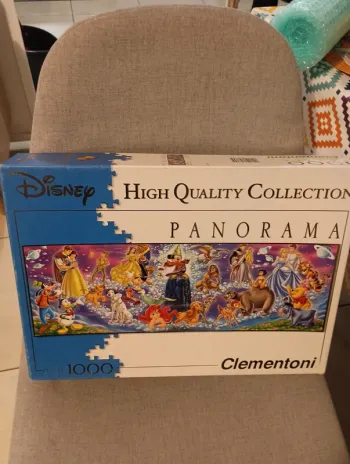 Disney
HIGH QUALITY COLLECTION
PANORAMA
1000
Clementoni